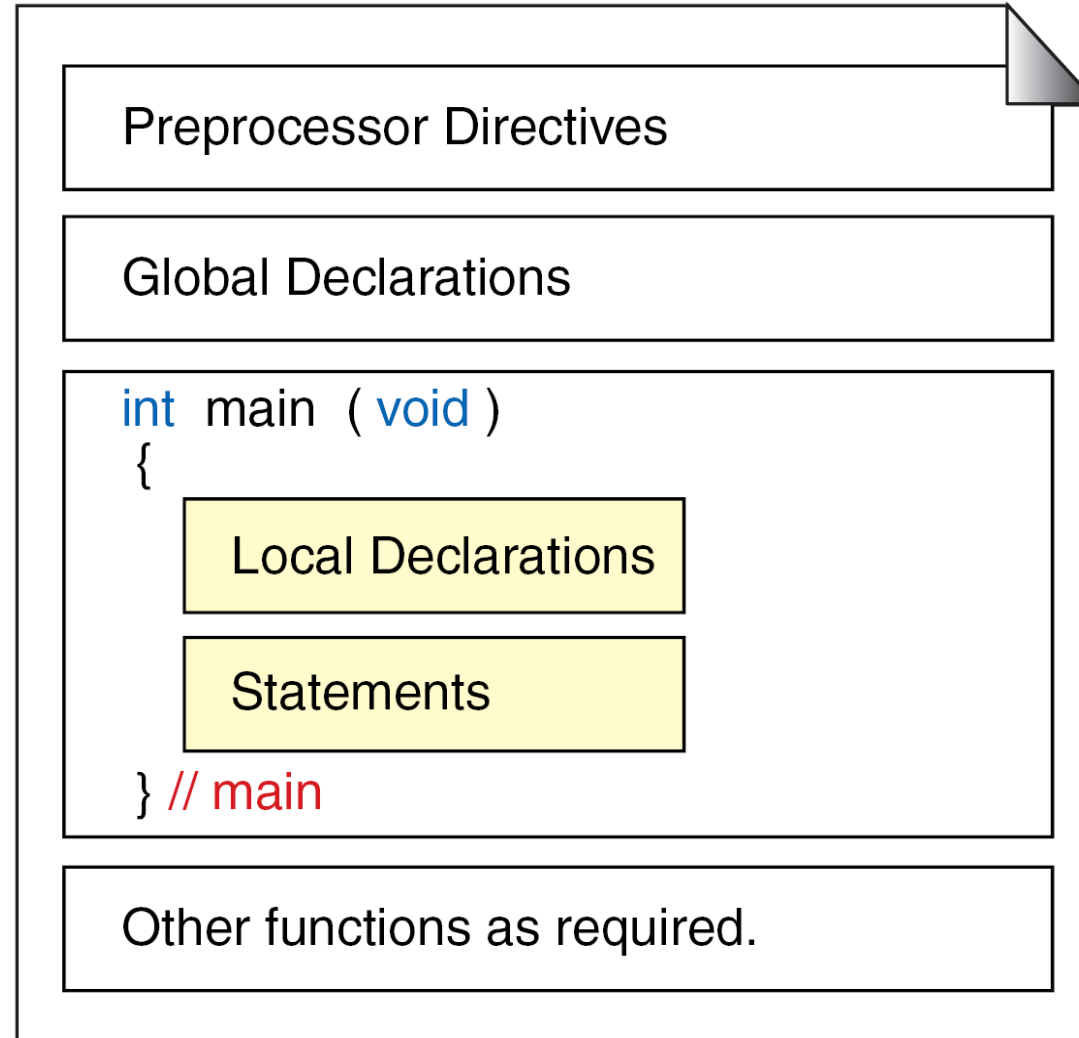 Preprocessor Directives
Global Declarations
int main ( void )
{
Local Declarations
Statements
} // main
Other functions as required.